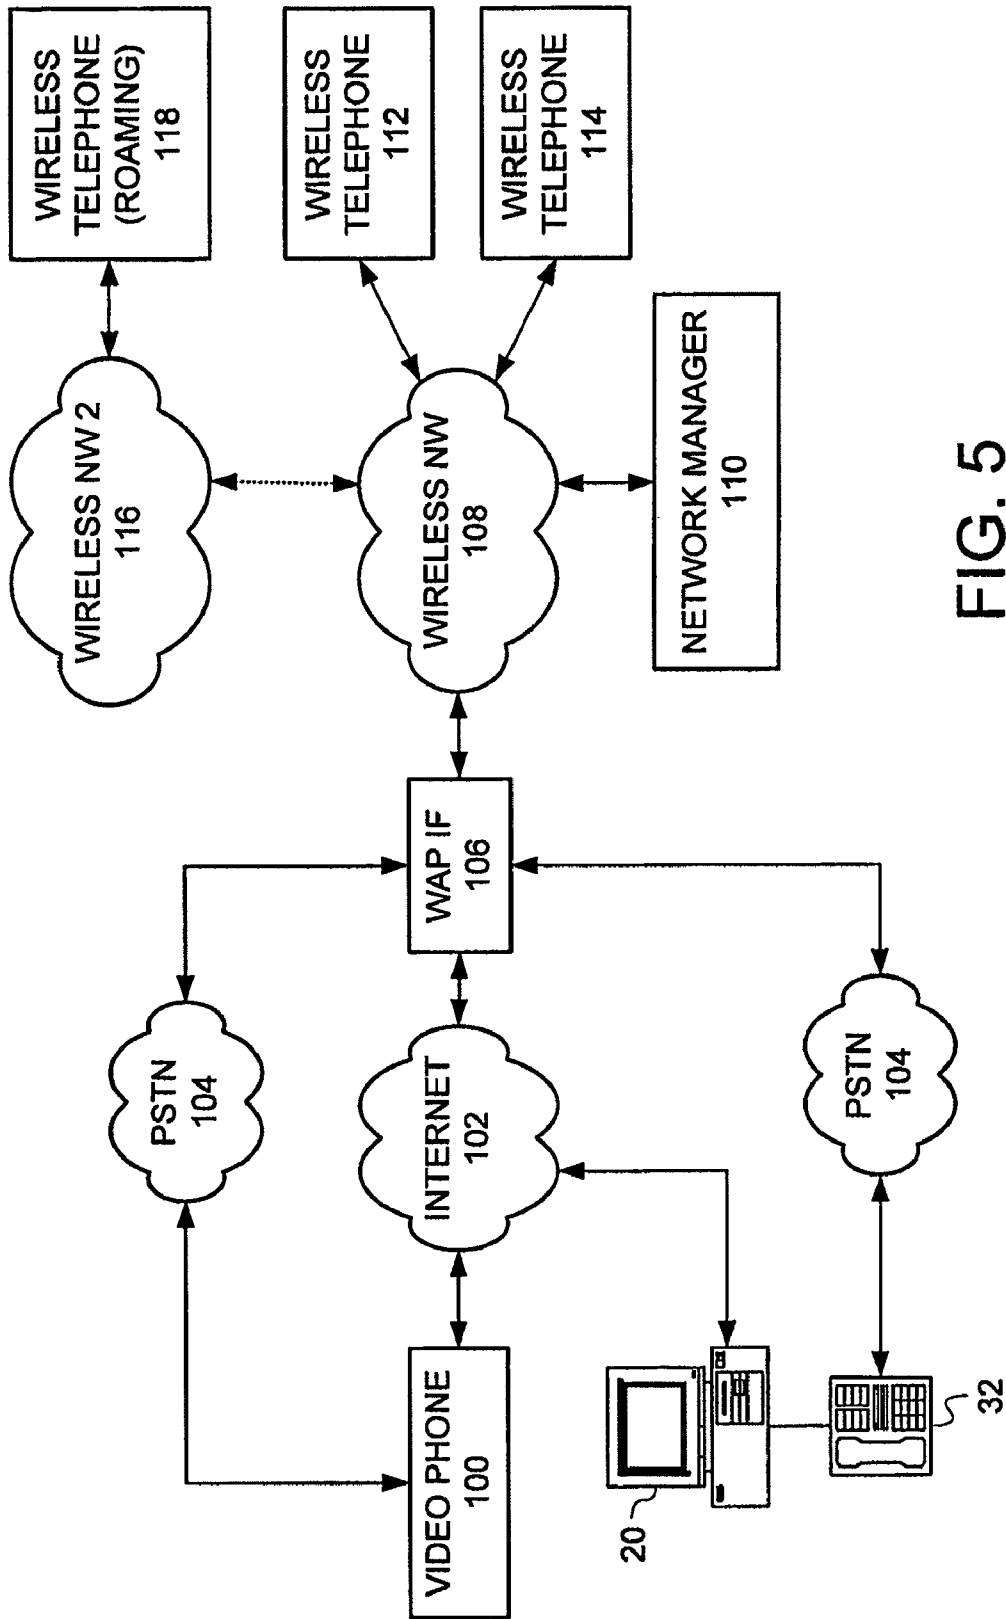 WIRELESS
TELEPHONE
(ROAMING)
118
WIRELESS
TELEPHONE
112
WIRELESS
TELEPHONE
114
WIRELESS NW 2
116
WIRELESS NW
108
NETWORK MANAGER
110
WAP IF
106
PSTN
104
INTERNET
102
PSTN
104
VIDEO PHONE
100
20
32
FIG. 5